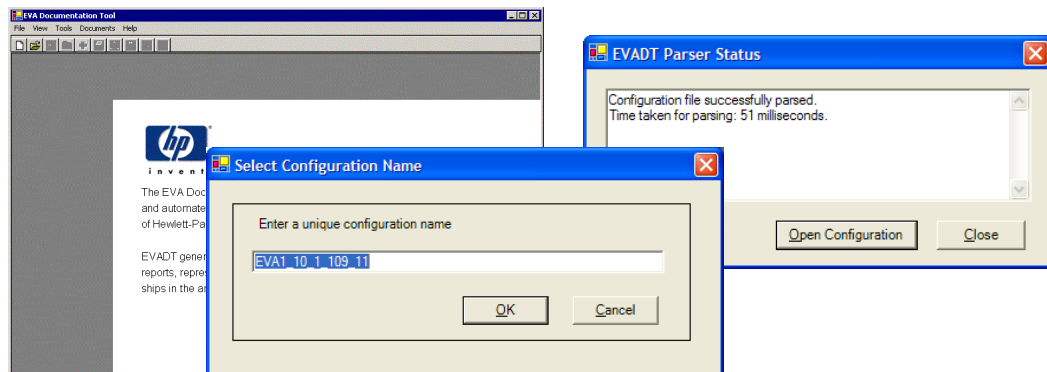 EVA Documentation Tool
File View Tools Documents Help
hp
invent
The EVA Doc
and automate
of Hewlett-Pa
EVADT gener
reports, repre
ships in the ar
Select Configuration Name
Enter a unique configuration name
EVA1_10_1_109_11
OK
Cancel
EVADT Parser Status
Configuration file successfully parsed.
Time taken for parsing: 51 milliseconds.
Open Configuration
Close